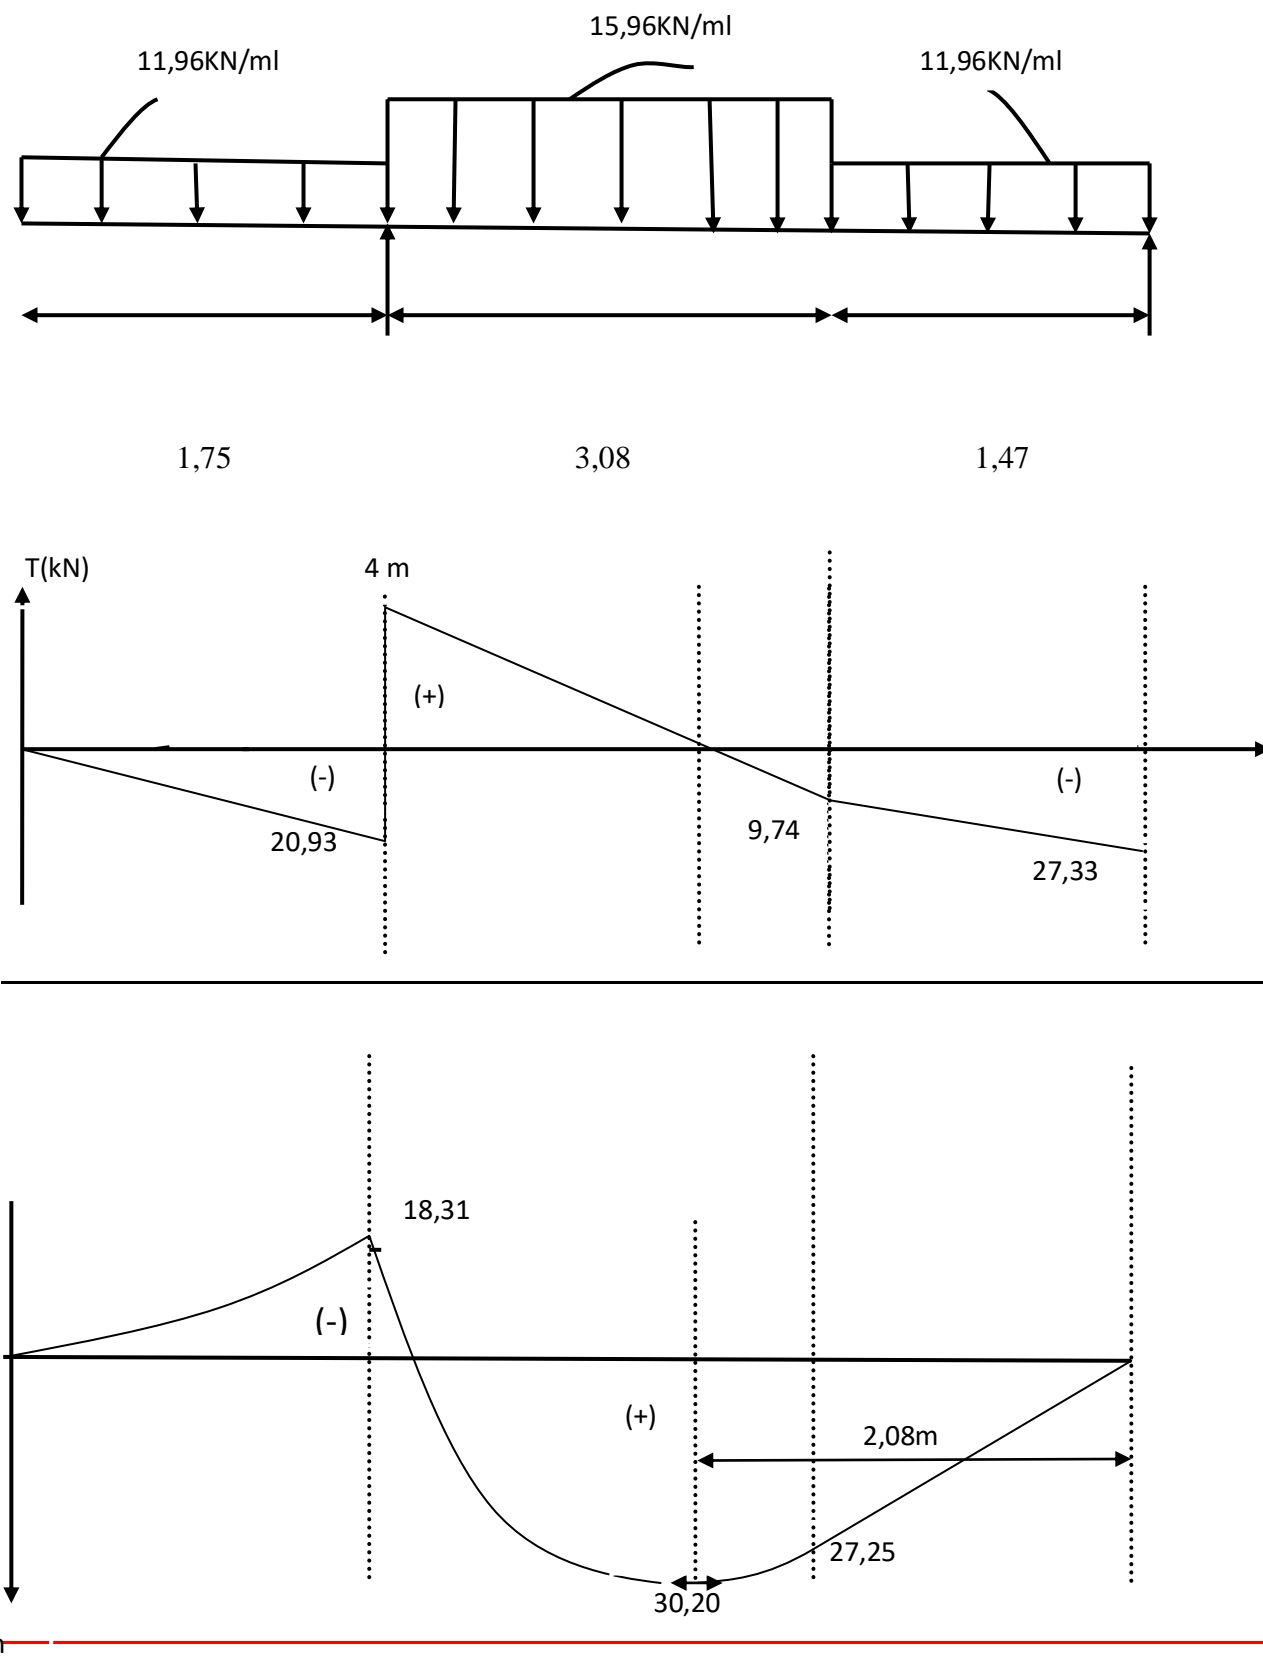 15,96KN/ml
11,96KN/ml
11,96KN/ml
1,75
3,08
1,47
T(kN)
4 m
(+)
(-)
(-)
20,93
9,74
27,33
18,31
(-)
(+)
2,08m
27,25
30,20